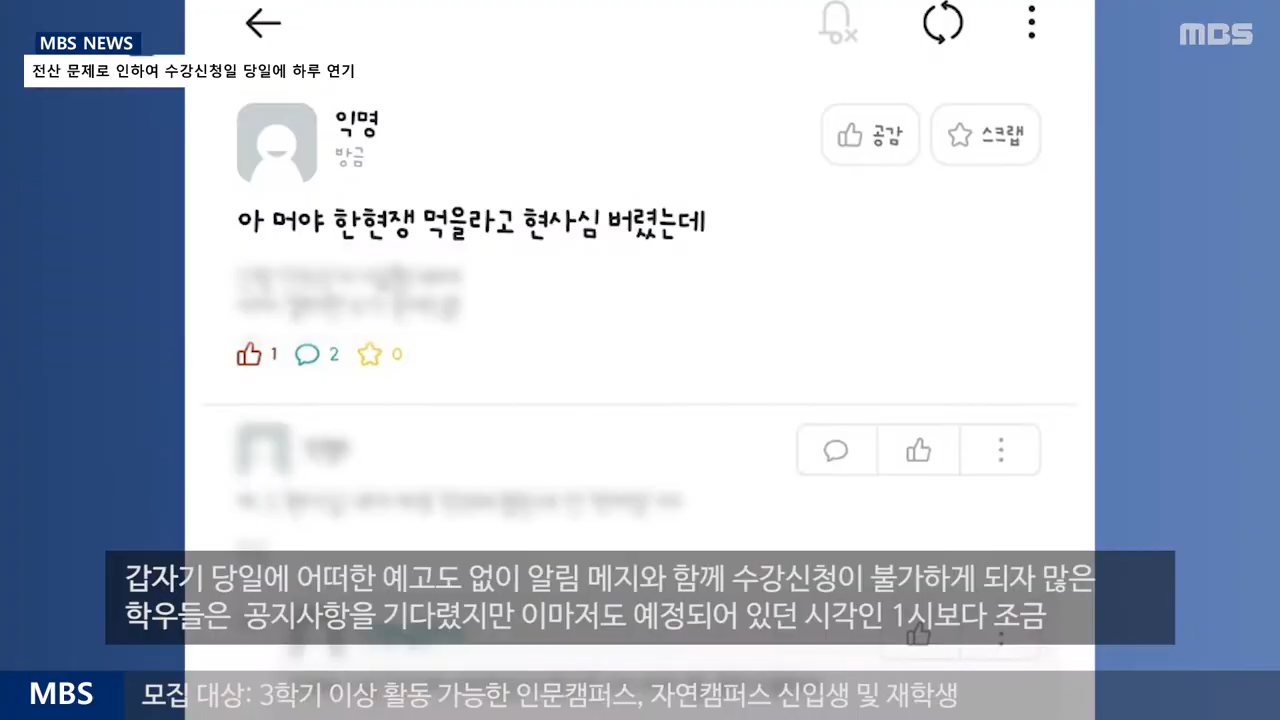 MBS NEWS
MBS
전산 문제로 인하여 수강신청일 당일에 하루 연기
익명
방금
공감
스크랩
아 머야 한현쟁 먹을라고 현사심 버렸는데
1 2 0
갑자기 당일에 어떠한 예고도 없이 알림 메지와 함께 수강신청이 불가하게 되자 많은
학우들은 공지사항을 기다렸지만 이마저도 예정되어 있던 시각인 1시보다 조금
MBS
모집 대상: 3학기 이상 활동 가능한 인문캠퍼스, 자연캠퍼스 신입생 및 재학생